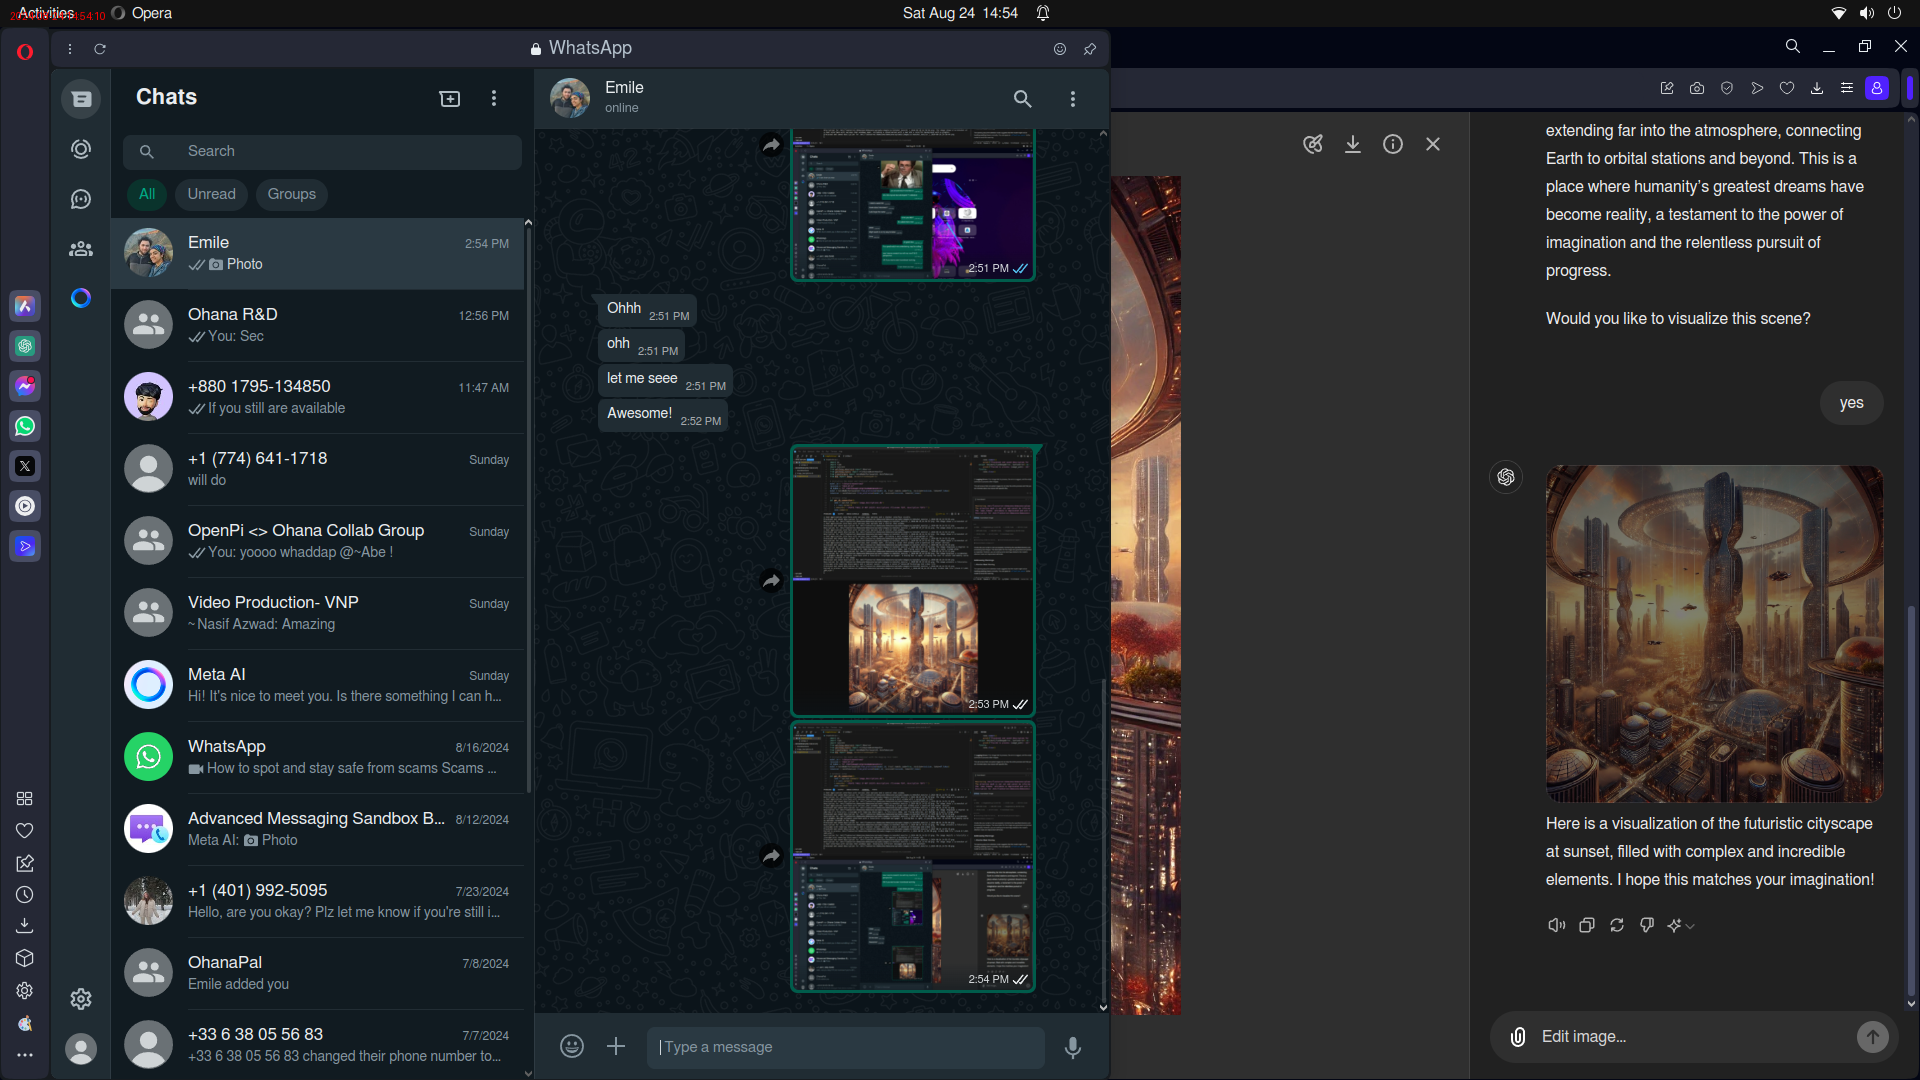 Activities
Opera
Sat Aug 24 14:54
WhatsApp
Chats
Search
All
Unread
Groups
Emile
2:54 PM
Photo
Ohana R&D
12:56 PM
You: Sec
+880 1795-134850
11:47 AM
If you still are available
+1 (774) 641-1718
Sunday
will do
OpenPi <> Ohana Collab Group
Sunday
You: yoooo whaddap @~Abe !
Video Production- VNP
Sunday
~ Nasif Azwad: Amazing
Meta AI
Sunday
Hi! It's nice to meet you. Is there something I can h...
WhatsApp
8/16/2024
How to spot and stay safe from scams Scams ...
Advanced Messaging Sandbox B...
8/12/2024
Meta AI: Photo
+1 (401) 992-5095
7/23/2024
Hello, are you okay? Plz let me know if you're still i...
OhanaPal
7/8/2024
Emile added you
+33 6 38 05 56 83
7/7/2024
+33 6 38 05 56 83 changed their phone number to...
Emile
online
2:51 PM
Ohhh 2:51 PM
ohh 2:51 PM
let me seee 2:51 PM
Awesome! 2:52 PM
2:53 PM
2:54 PM
Type a message
extending far into the atmosphere, connecting
Earth to orbital stations and beyond. This is a
place where humanity's greatest dreams have
become reality, a testament to the power of
imagination and the relentless pursuit of
progress.
Would you like to visualize this scene?
yes
Here is a visualization of the futuristic cityscape
at sunset, filled with complex and incredible
elements. I hope this matches your imagination!
Edit image...